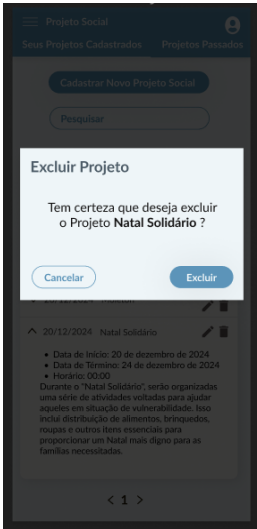 Projeto Social
Seus Projetos Cadastrados Projetos Passados
Cadastrar Novo Projeto Social
Pesquisar
Excluir Projeto
Tem certeza que deseja excluir
o Projeto Natal Solidário ?
Cancelar Excluir
20/12/2024
20/12/2024 Natal Solidário
• Data de Início: 20 de dezembro de 2024
• Data de Término: 24 de dezembro de 2024
• Horário: 00:00
Durante o "Natal Solidário", serão organizadas
uma série de atividades voltadas para ajudar
aqueles em situação de vulnerabilidade. Isso
inclui distribuição de alimentos, brinquedos,
roupas e outros itens essenciais para
proporcionar um Natal mais digno para as
famílias necessitadas.
< 1 >